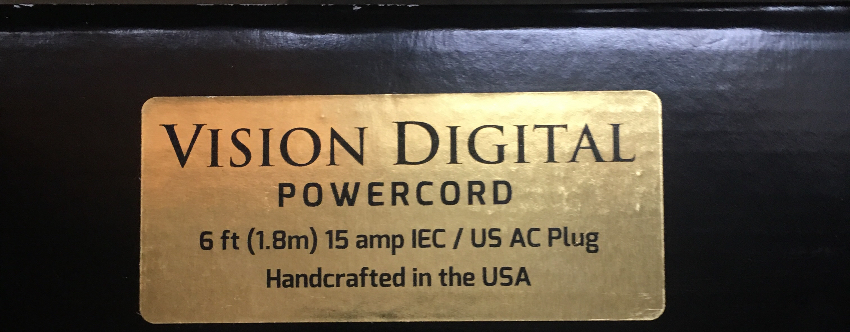 VISION DIGITAL
POWERCORD
6 ft (1.8m) 15 amp IEC / US AC Plug
Handcrafted in the USA